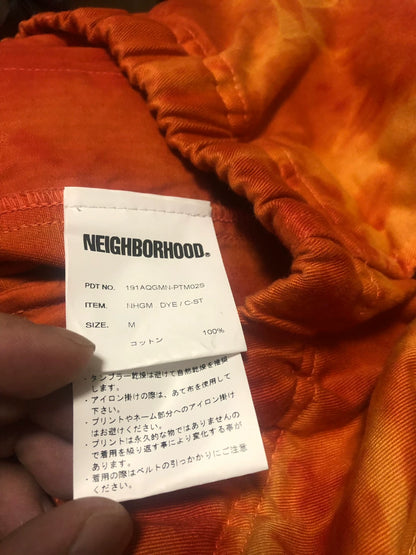 NEIGHBORHOOD®
PDT NO. 191AQGMN-PTM02S
ITEM: NHGM DYE / C-ST
SIZE: M
コットン 100%
・タンブラー乾燥は避けて自然乾燥を推奨
します。
・アイロン掛けの際は、あて布を使用して
下さい。
・プリントやネーム部分へのアイロン掛け
はお避けください。
・プリントは永久的な物ではありませんの
で着用を繰り返す事により変化する事が
あります。
・着用の際はベルトの引っかかりにご注意
ください。